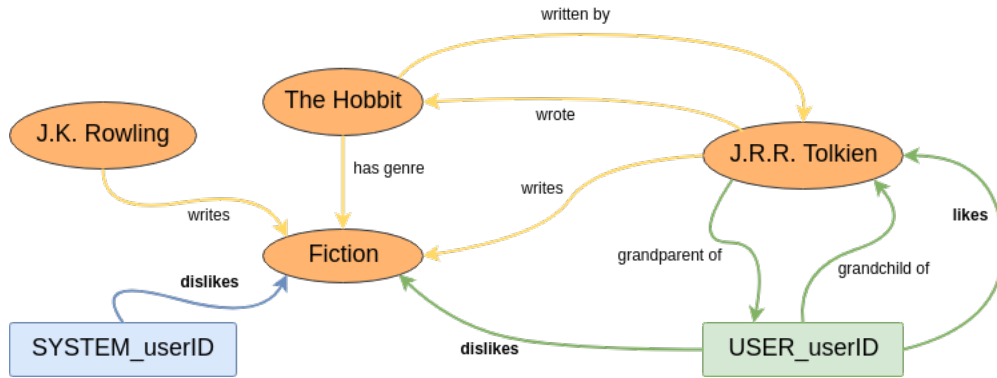 written by
The Hobbit
J.K. Rowling
wrote
J.R.R. Tolkien
has genre
writes
writes
likes
Fiction
grandparent of
grandchild of
dislikes
SYSTEM_userID
dislikes
USER_userID